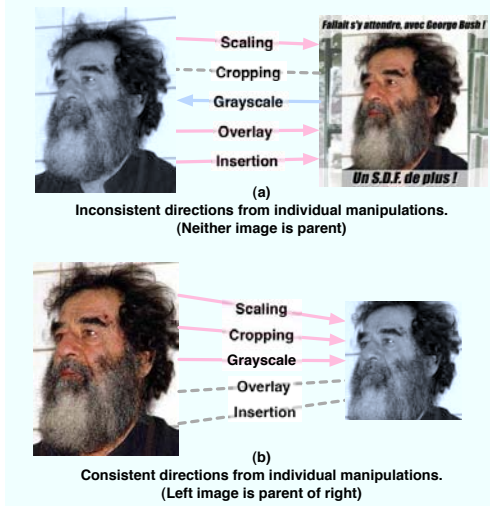 Fallait s'y attendre, avec George Bush !
Scaling
Cropping
Grayscale
Overlay
Insertion
Un S.D.F. de plus !
(a)
Inconsistent directions from individual manipulations.
(Neither image is parent)
Scaling
Cropping
Grayscale
Overlay
Insertion
(b)
Consistent directions from individual manipulations.
(Left image is parent of right)